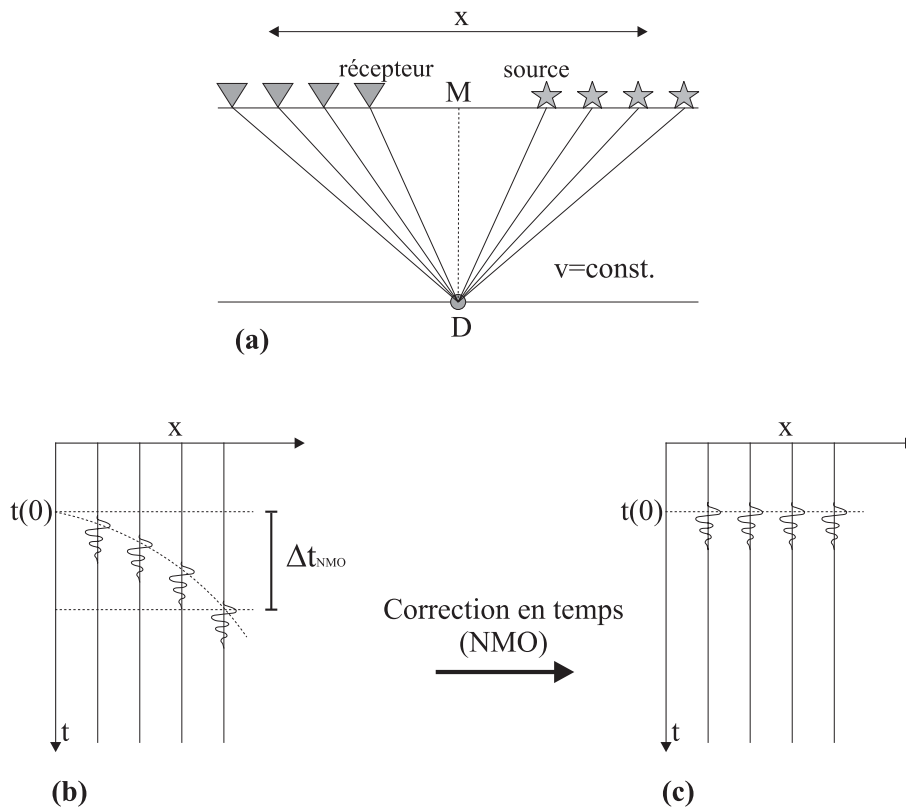 x
récepteur
M
source
v=const.
D
(a)
x
x
t(0)
t(0)
Δt_NMO
Correction en temps
(NMO)
t
t
(b)
(c)